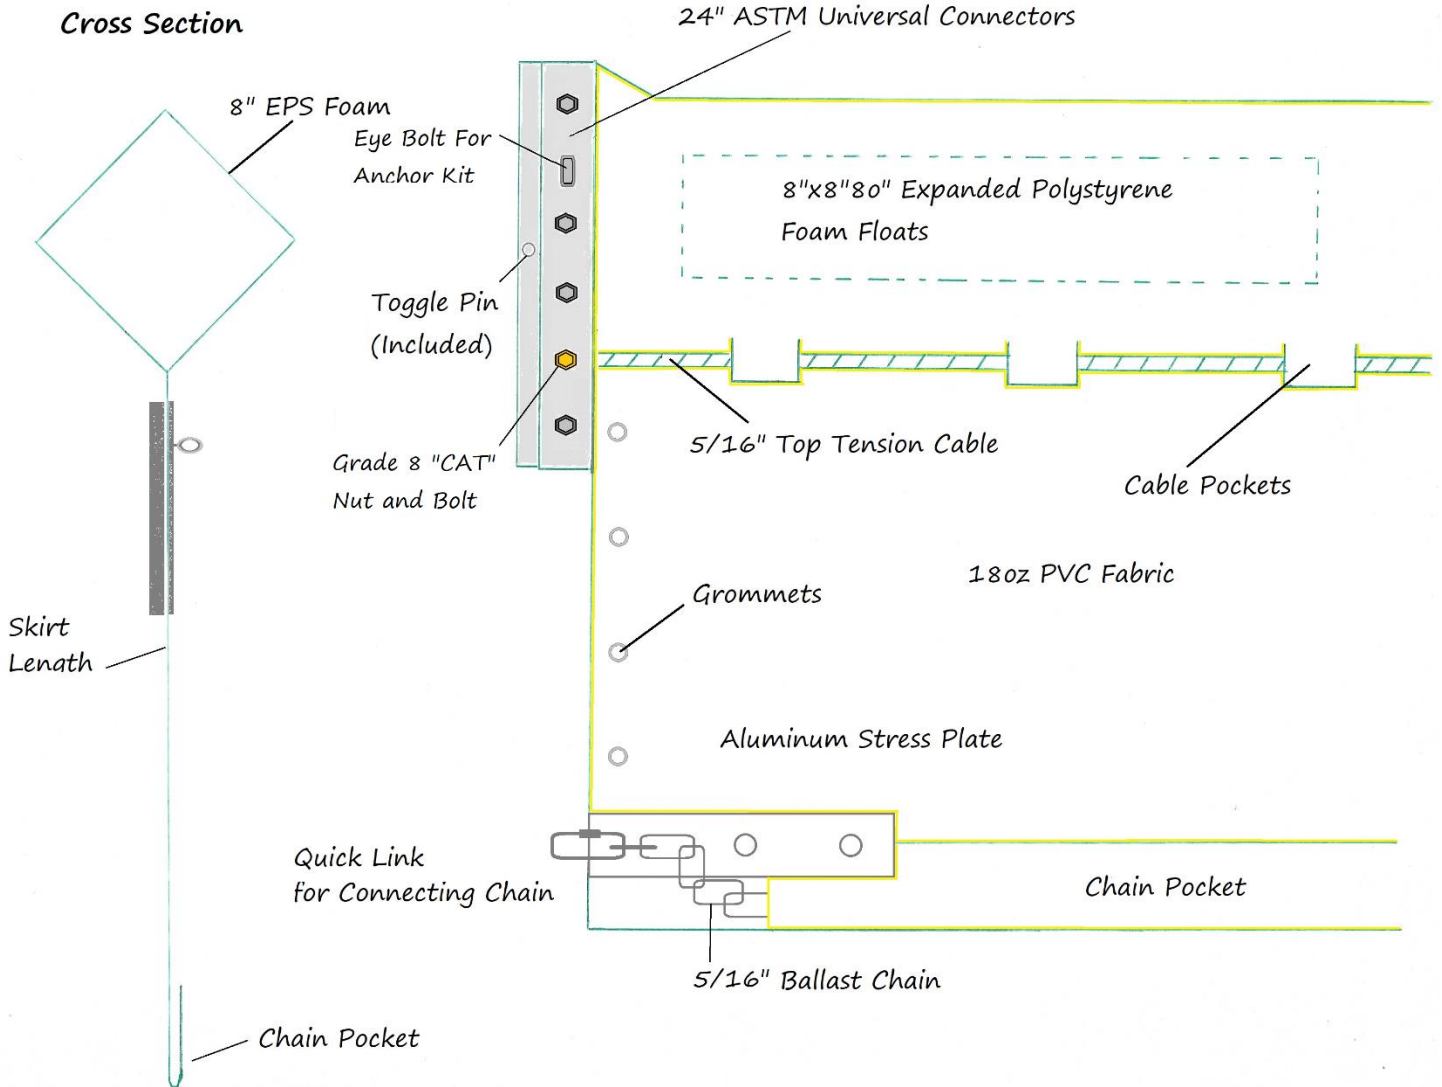 Cross Section
24" ASTM Universal Connectors
8" EPS Foam
Eye Bolt For
Anchor Kit
8"x8"80" Expanded Polystyrene
Foam Floats
Toggle Pin
(Included)
5/16" Top Tension Cable
Grade 8 "CAT"
Nut and Bolt
Cable Pockets
18oz PVC Fabric
Grommets
Skirt
Lenath
Aluminum Stress Plate
Quick Link
for Connecting Chain
Chain Pocket
5/16" Ballast Chain
Chain Pocket